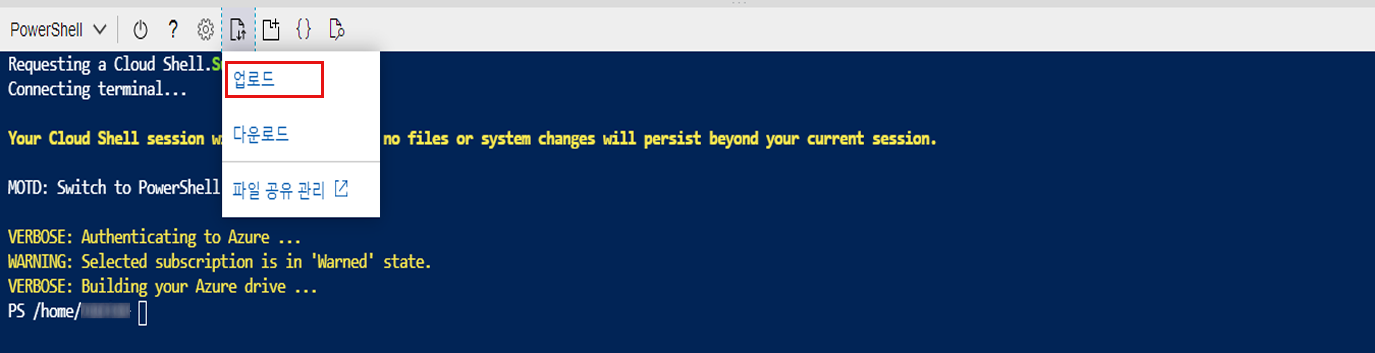 PowerShell
Requesting a Cloud Shell.S
업로드
Connecting terminal...
다운로드
Your Cloud Shell session w no files or system changes will persist beyond your current session.
MOTD: Switch to PowerShell
파일 공유 관리
VERBOSE: Authenticating to Azure ...
WARNING: Selected subscription is in 'Warned' state.
VERBOSE: Building your Azure drive ...
PS /home/